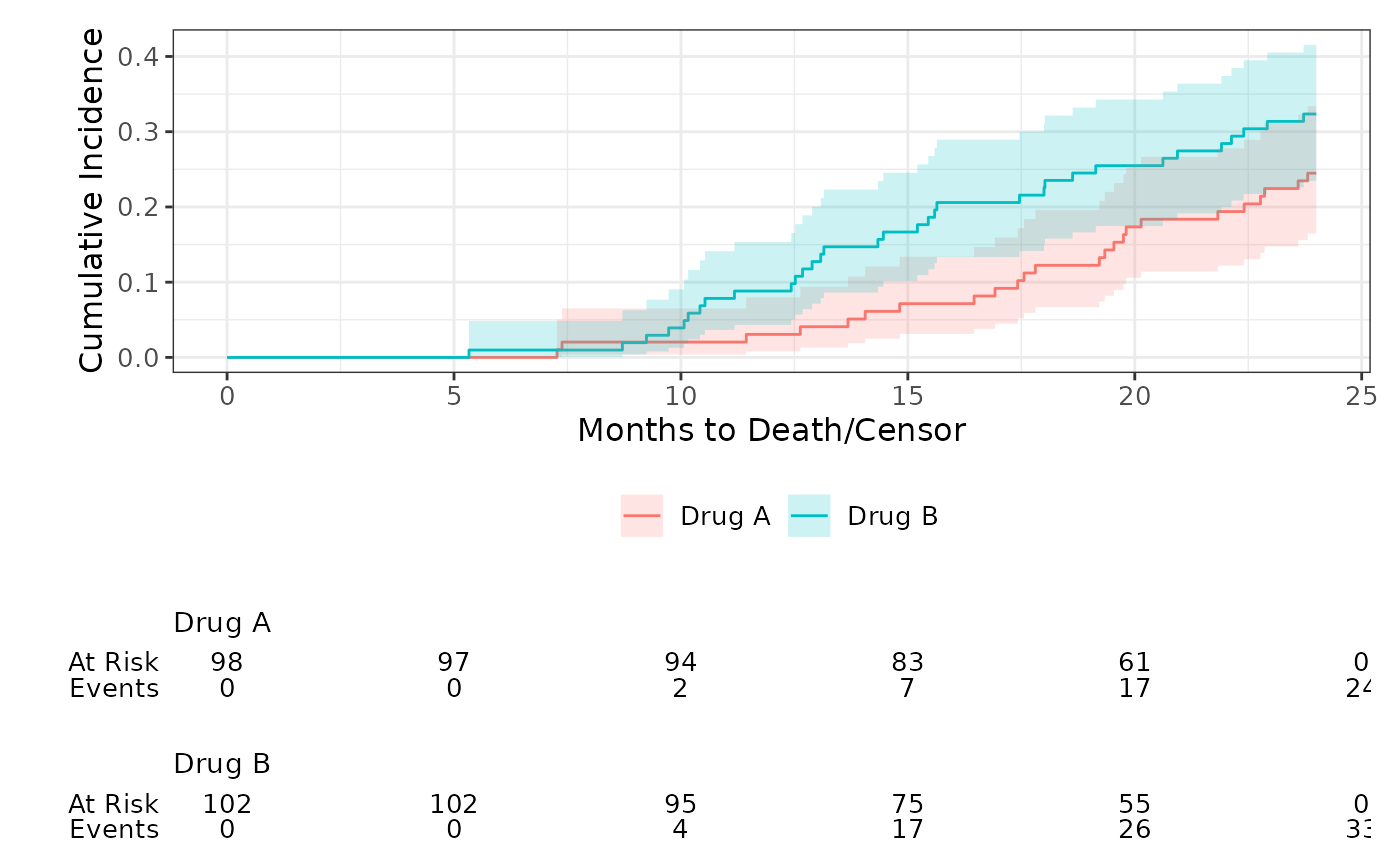 Cumulative Incidence
0.4
0.3
0.2
0.1
0.0
0 5 10 15 20 25
Months to Death/Censor
Drug A Drug B
Drug A
At Risk 98 97 94 83 61 0
Events 0 0 2 7 17 24
Drug B
At Risk 102 102 95 75 55 0
Events 0 0 4 17 26 33